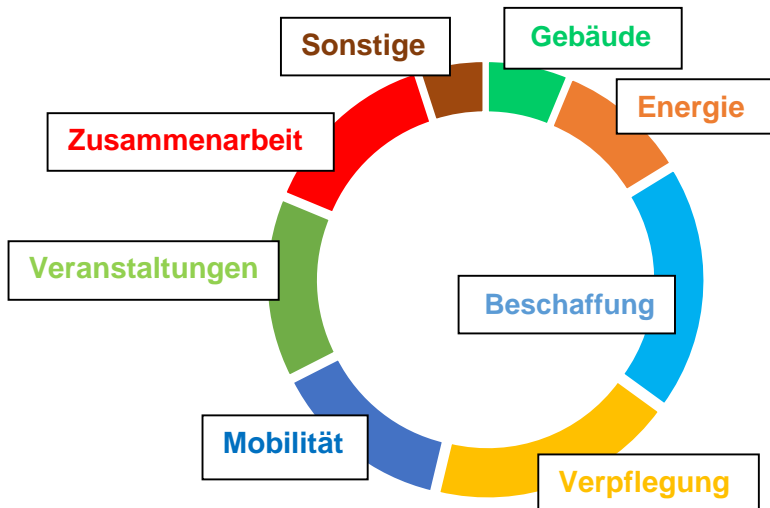 Gebäude
Energie
Beschaffung
Verpflegung
Mobilität
Veranstaltungen
Zusammenarbeit
Sonstige